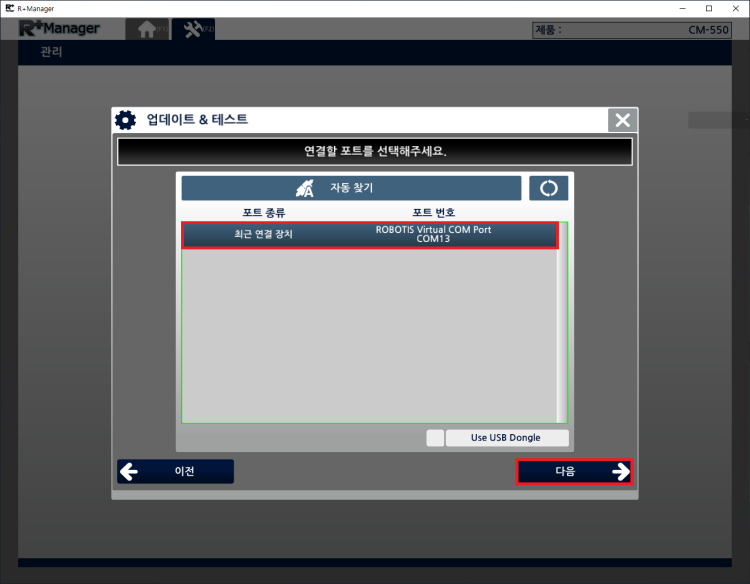 R+Manager
R+Manager
(F1)
(F2)
제품 :
CM-550
관리
업데이트 & 테스트
연결할 포트를 선택해주세요.
A
자동 찾기
포트 종류
포트 번호
최근 연결 장치
ROBOTIS Virtual COM Port
COM13
Use USB Dongle
이전
다음